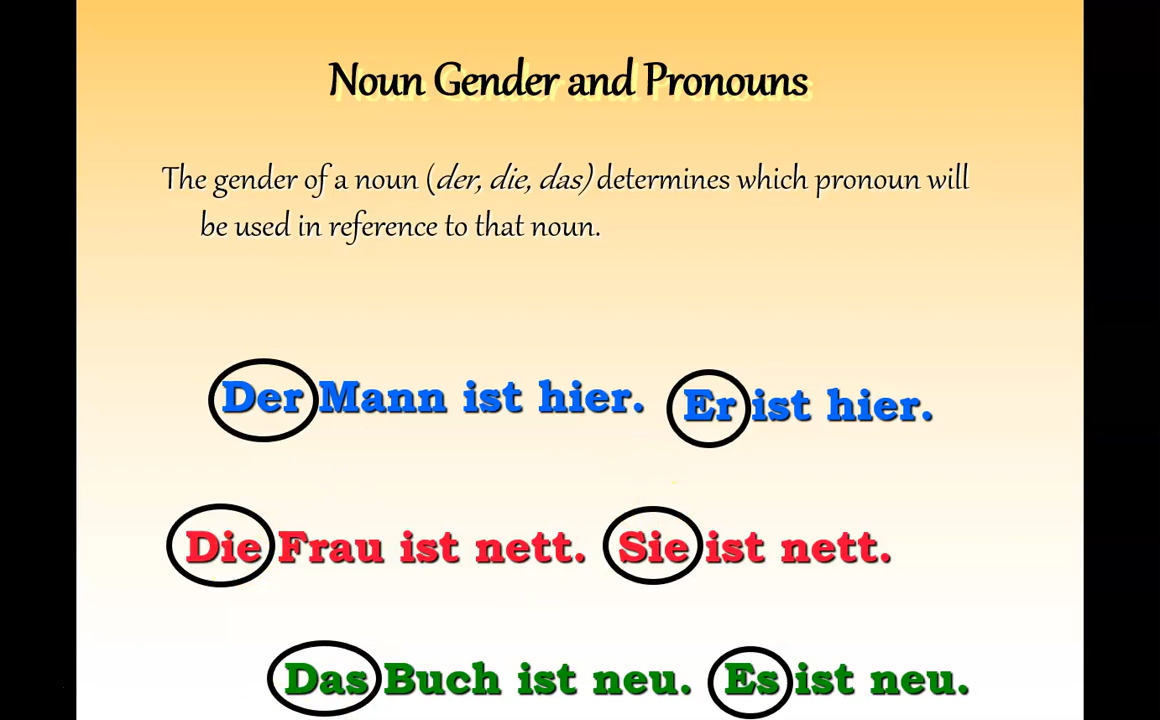 Noun Gender and Pronouns
The gender of a noun (der, die, das) determines which pronoun will
be used in reference to that noun.
Der Mann ist hier. Er ist hier.
Die Frau ist nett. Sie ist nett.
Das Buch ist neu. Es ist neu.